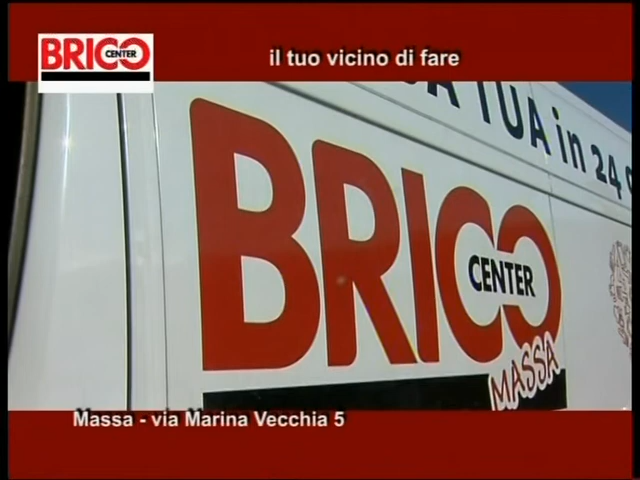 BRICO
CENTER
il tuo vicino di fare
TUA in 24
BRICO
CENTER
MASSA
Massa - via Marina Vecchia 5